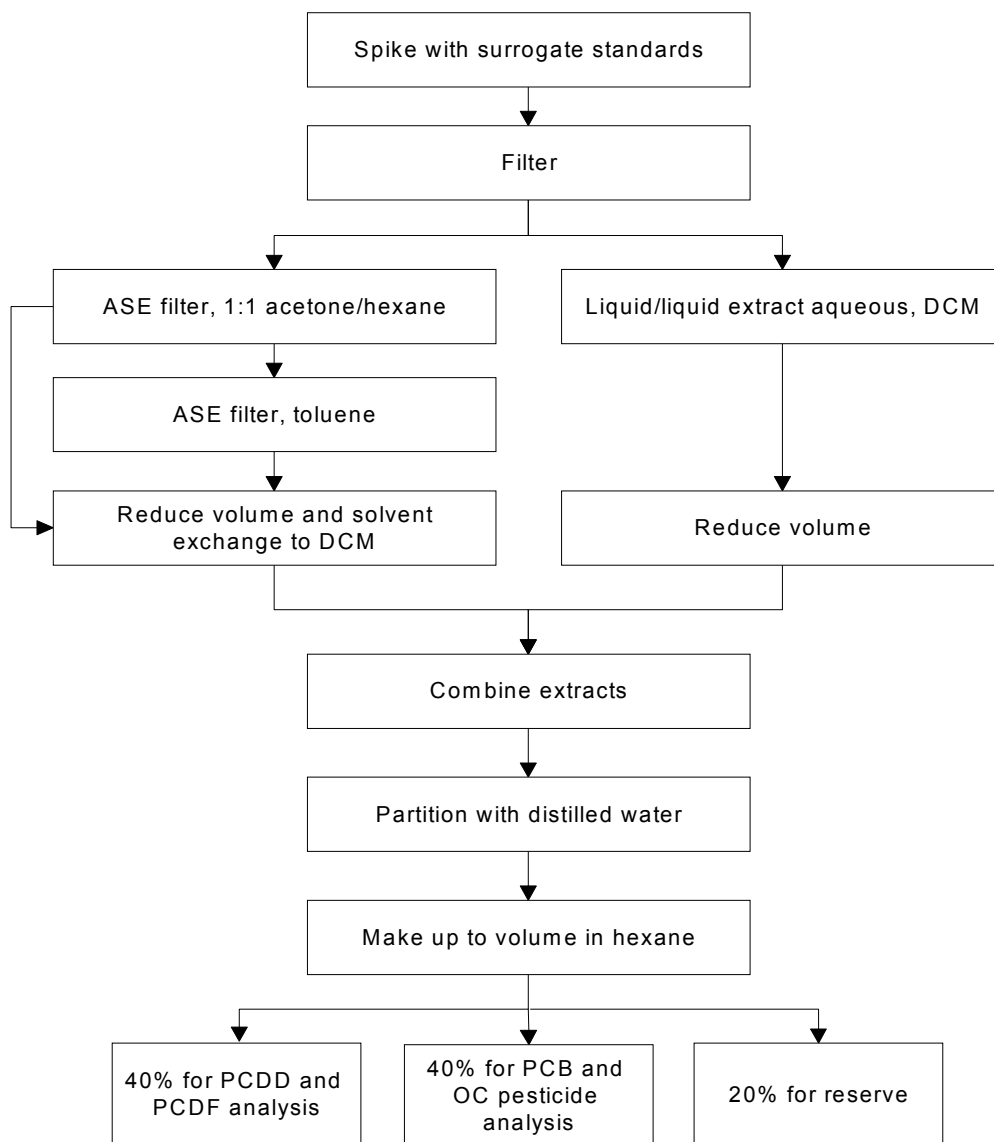 Spike with surrogate standards
Filter
ASE filter, 1:1 acetone/hexane
Liquid/liquid extract aqueous, DCM
ASE filter, toluene
Reduce volume and solvent
exchange to DCM
Reduce volume
Combine extracts
Partition with distilled water
Make up to volume in hexane
40% for PCDD and
PCDF analysis
40% for PCB and
OC pesticide
analysis
20% for reserve